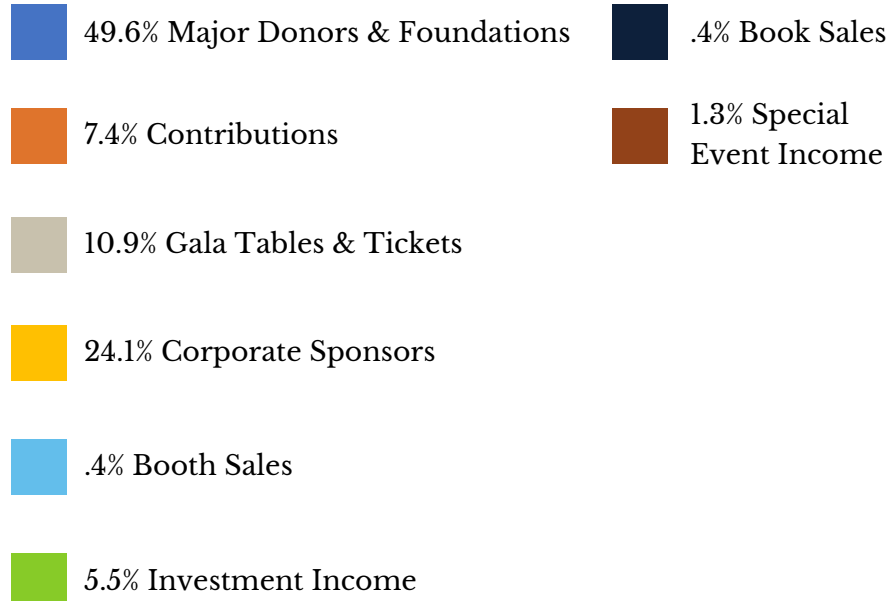 49.6% Major Donors & Foundations
7.4% Contributions
10.9% Gala Tables & Tickets
24.1% Corporate Sponsors
.4% Booth Sales
5.5% Investment Income
.4% Book Sales
1.3% Special
Event Income